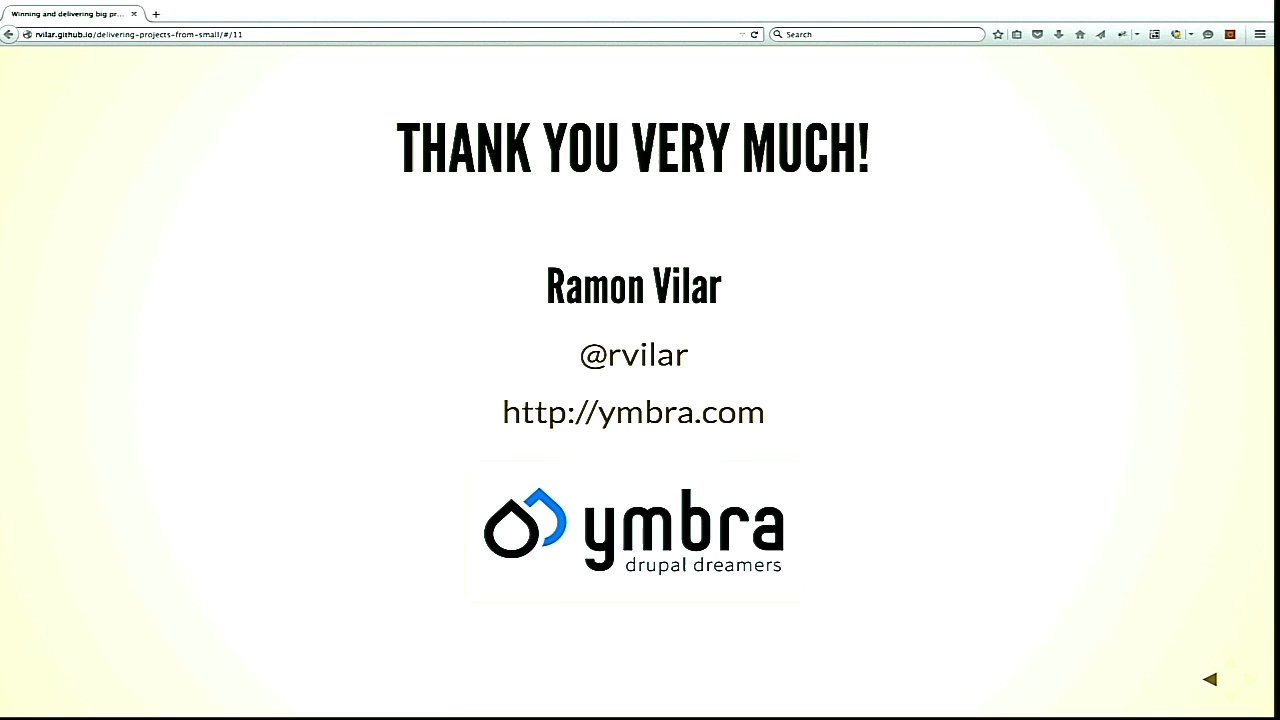 Winning and delivering big pr...
rvilar.github.io/delivering-projects-from-small/#/11
Search
THANK YOU VERY MUCH!
Ramon Vilar
@rvilar
http://ymbra.com
ymbra
drupal dreamers